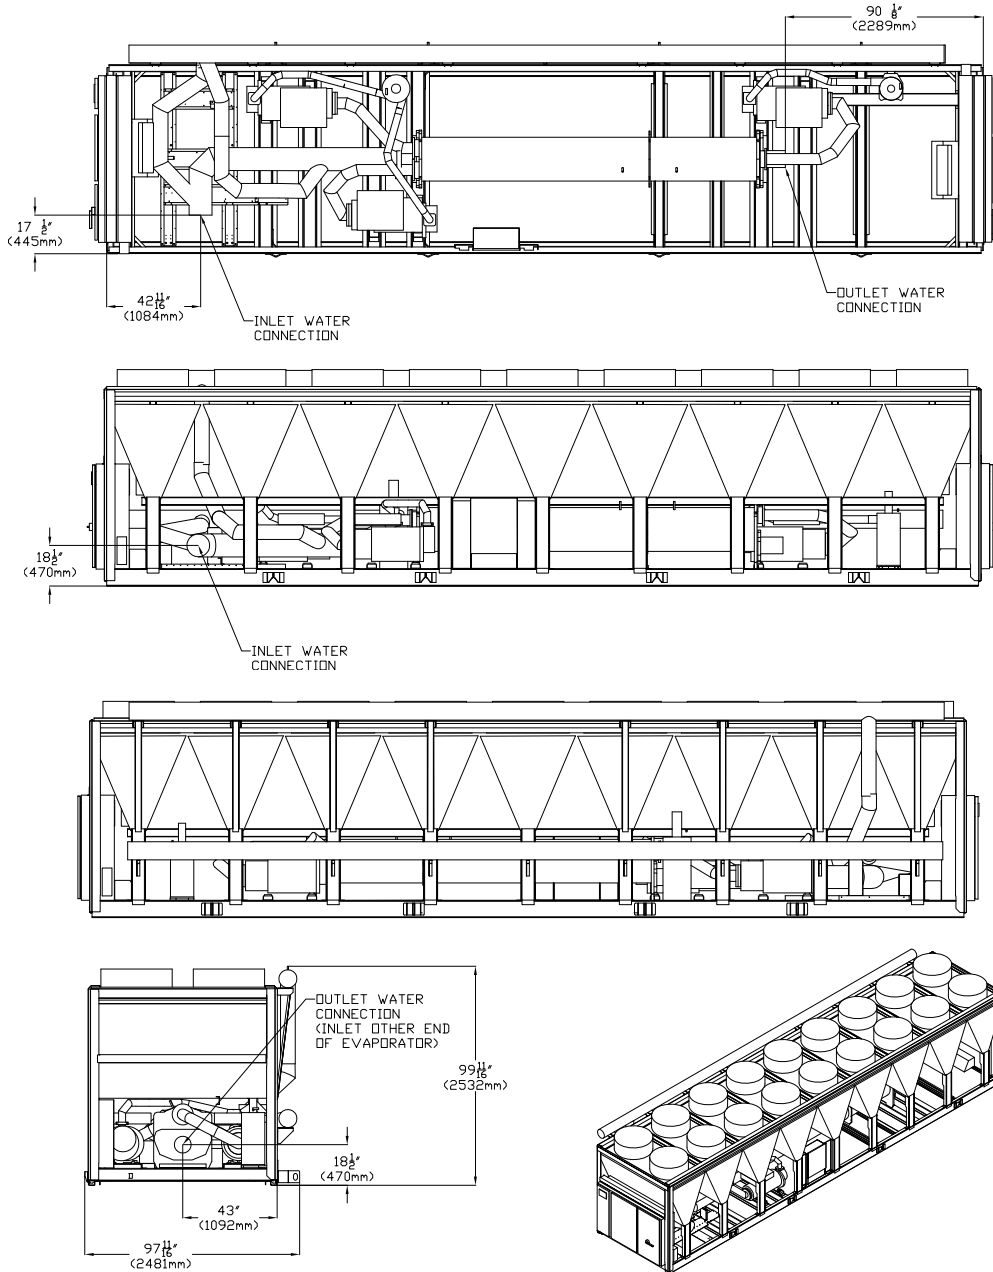 90 1/8"
(2289mm)
17 1/2"
(445mm)
42 11/16"
(1084mm)
INLET WATER
CONNECTION
OUTLET WATER
CONNECTION
18 1/2"
(470mm)
INLET WATER
CONNECTION
OUTLET WATER
CONNECTION
(INLET OTHER END
OF EVAPORATOR)
99 11/16"
(2532mm)
18 1/2"
(470mm)
43"
(1092mm)
97 11/16"
(2481mm)